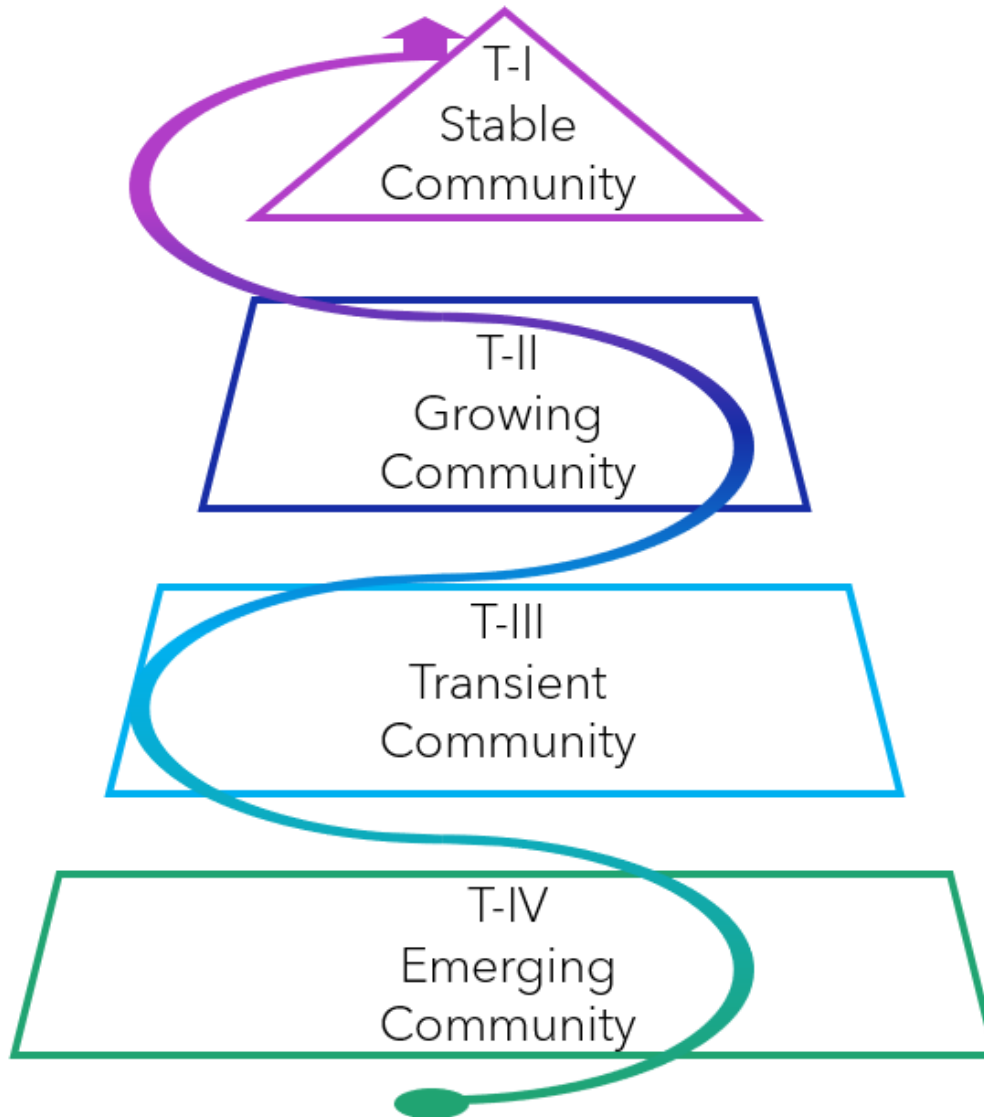 T-I
Stable
Community
T-II
Growing
Community
T-III
Transient
Community
T-IV
Emerging
Community